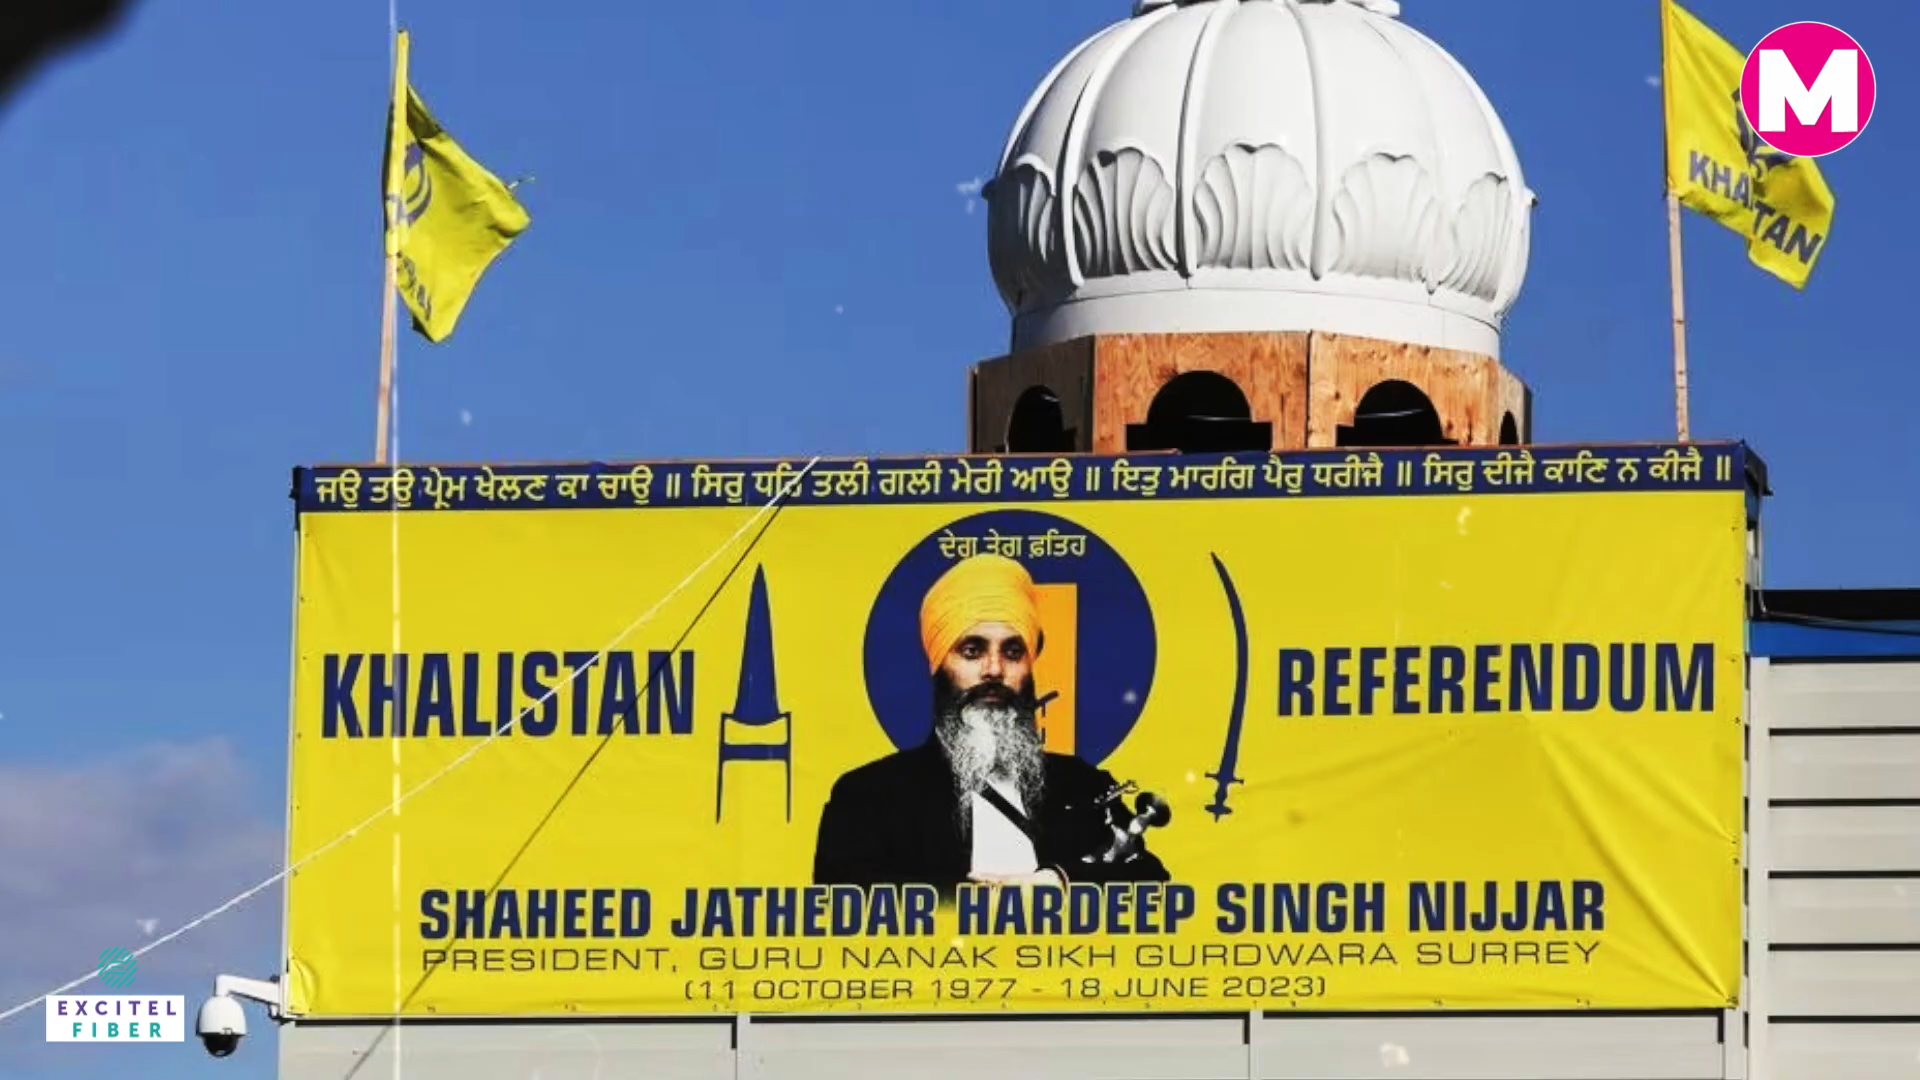 M
KHALISTAN
ਜਉ ਤਉ ਪ੍ਰੇਮ ਖੇਲਣ ਕਾ ਚਾਉ ॥ ਸਿਰੁ ਧਰਿ ਤਲੀ ਗਲੀ ਮੇਰੀ ਆਉ ॥ ਇਤੁ ਮਾਰਗਿ ਪੈਰੁ ਧਰੀਜੈ ॥ ਸਿਰੁ ਦੀਜੈ ਕਾਣਿ ਨ ਕੀਜੈ ॥
ਦੇਗ ਤੇਗ ਫ਼ਤਿਹ
KHALISTAN REFERENDUM
SHAHEED JATHEDAR HARDEEP SINGH NIJJAR
PRESIDENT, GURU NANAK SIKH GURDWARA SURREY
(11 OCTOBER 1977 - 18 JUNE 2023)
EXCITEL
FIBER